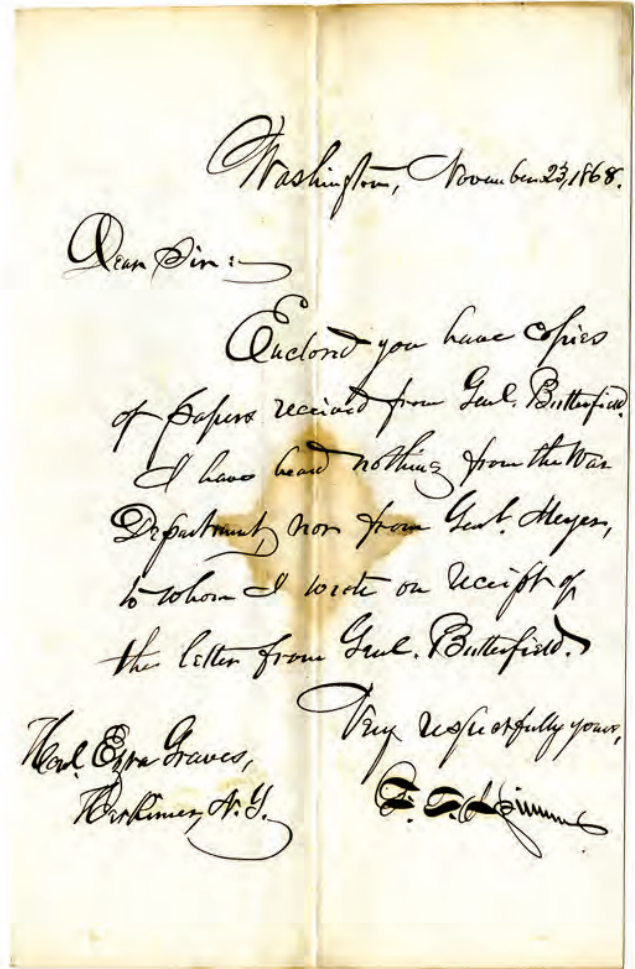 Washington, November 23, 1868.
Dear Sir:
Enclosed you have copies
of papers received from Genl. Butterfield.
I have heard nothing from the War
Department, nor from Genl. Meyer,
to whom I wrote on receipt of
the letter from Genl. Butterfield.
Very respectfully yours,
Ezra Graves,
Herkimer, N.Y.